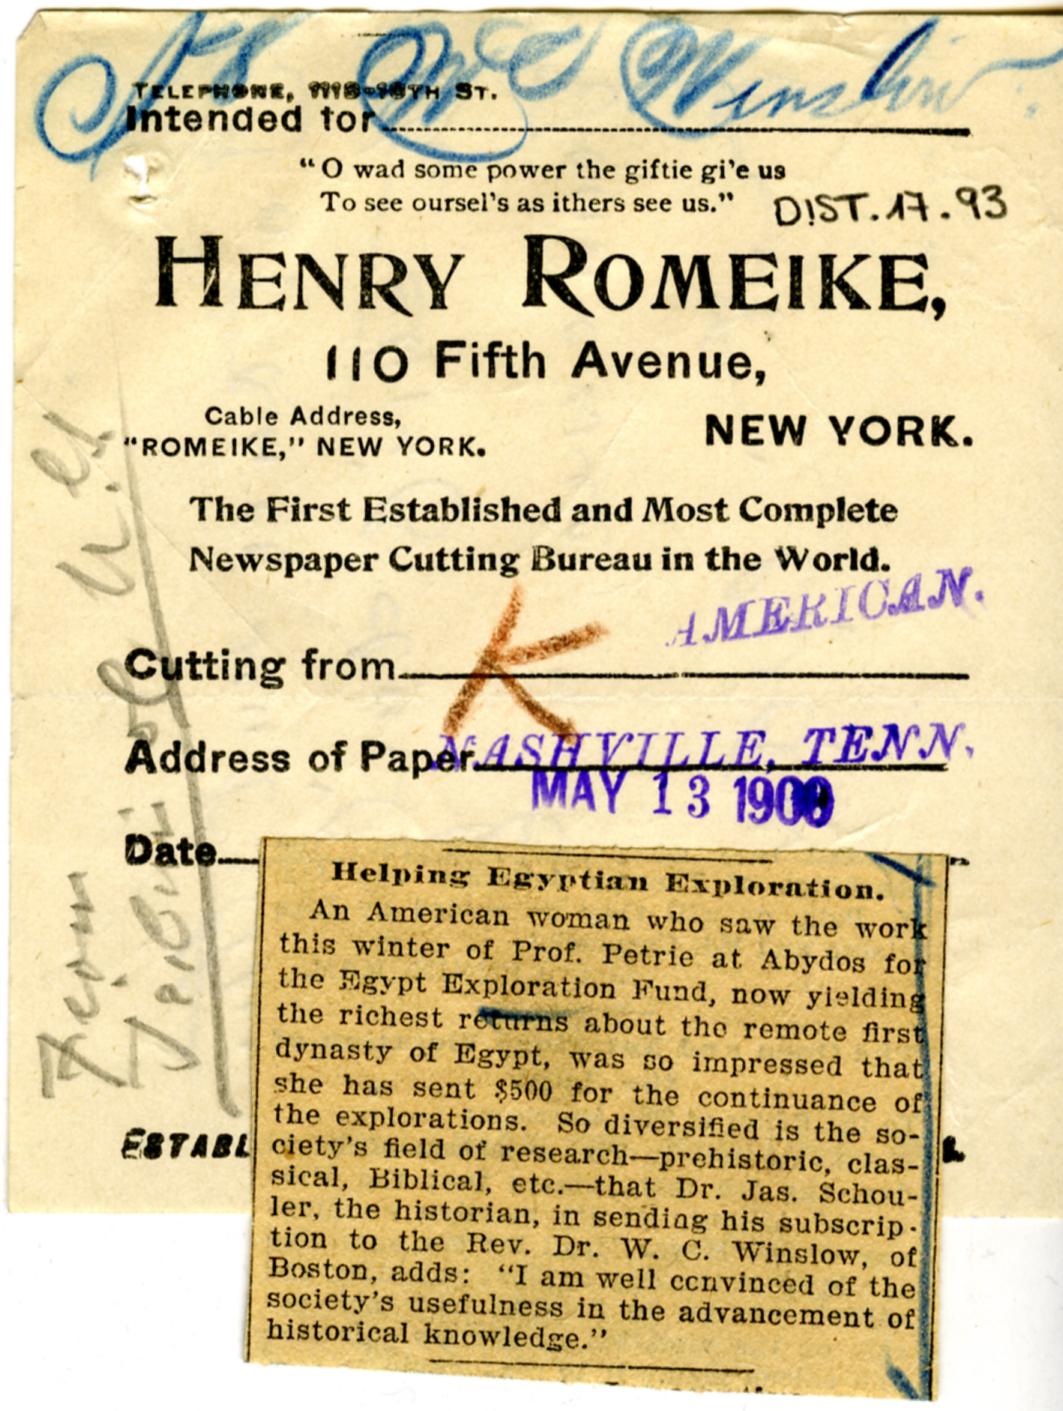 W C Winslow
TELEPHONE, 18TH ST.
Intended for
"O wad some power the giftie gi'e us
To see oursel's as ithers see us."
DIST.17.93
HENRY ROMEIKE,
110 Fifth Avenue,
Cable Address,
"ROMEIKE," NEW YORK.
NEW YORK.
The First Established and Most Complete
Newspaper Cutting Bureau in the World.
AMERICAN.
Cutting from
K
Address of Paper NASHVILLE, TENN.
MAY 13 1900
Date
From
ESTABL
Helping Egyptian Exploration.
An American woman who saw the work
this winter of Prof. Petrie at Abydos for
the Egypt Exploration Fund, now yielding
the richest returns about the remote first
dynasty of Egypt, was so impressed that
she has sent $500 for the continuance of
the explorations. So diversified is the so-
ciety's field of research—prehistoric, clas-
sical, Biblical, etc.—that Dr. Jas. Schou-
ler, the historian, in sending his subscrip-
tion to the Rev. Dr. W. C. Winslow, of
Boston, adds: "I am well convinced of the
society's usefulness in the advancement of
historical knowledge."